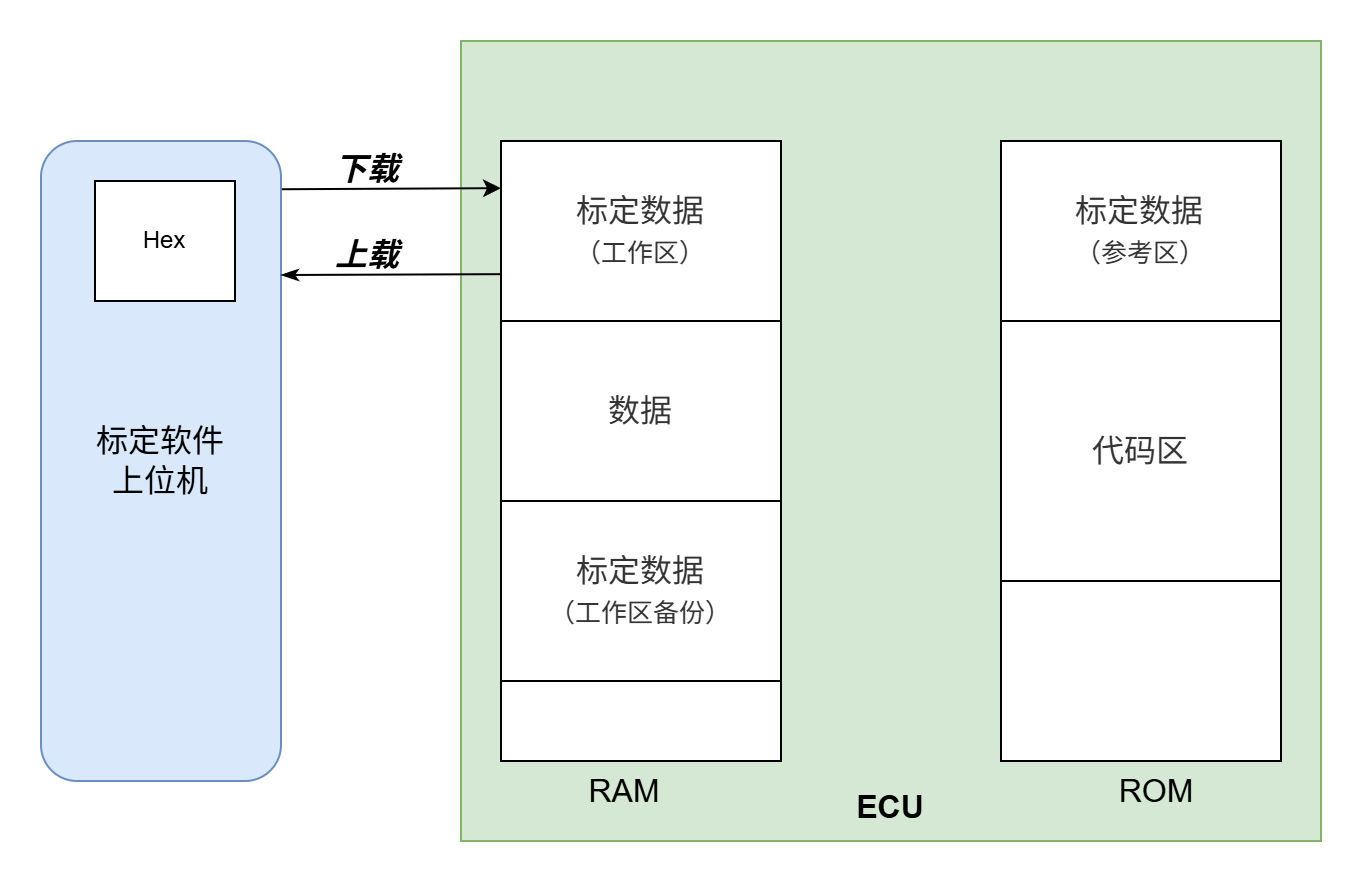 下载
Hex
上载
标定软件
上位机
标定数据
（工作区）
数据
标定数据
（工作区备份）
RAM
标定数据
（参考区）
代码区
ROM
ECU